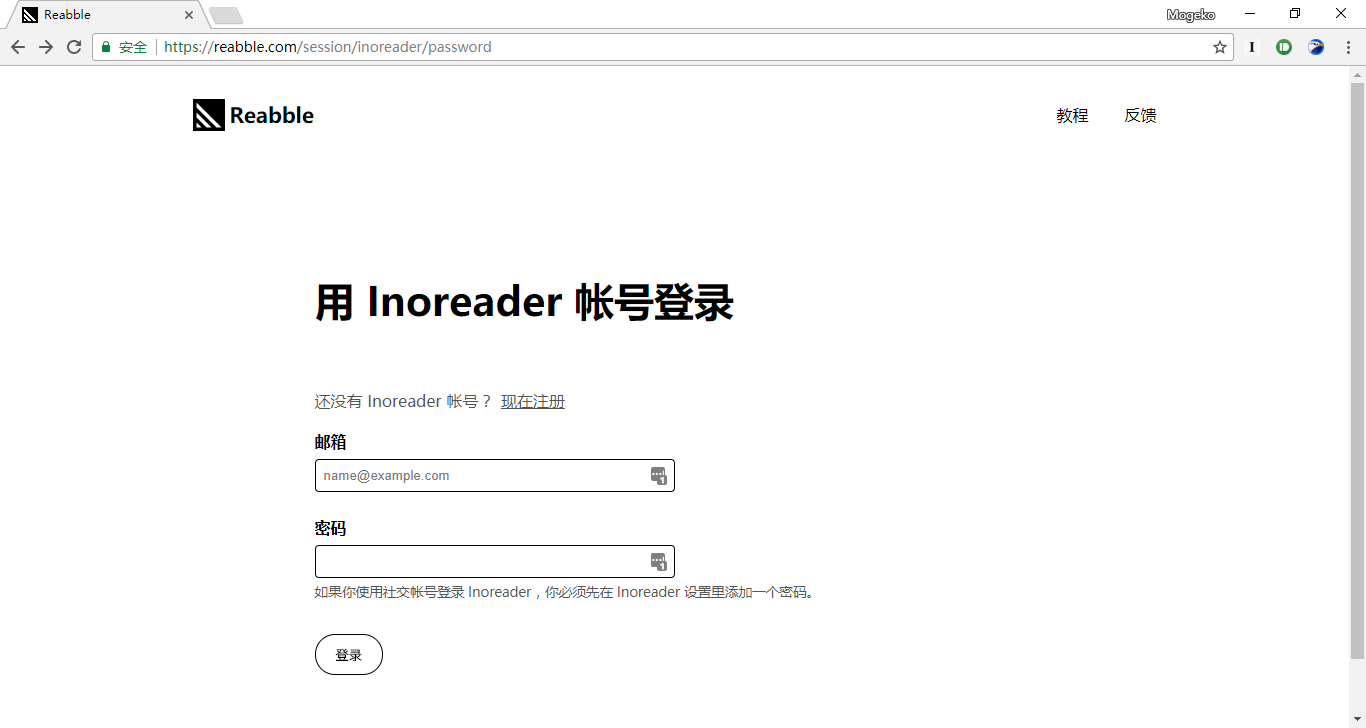 Reabble
Mogeko
安全 https://reabble.com/session/inoreader/password
Reabble
教程 反馈
用 Inoreader 帐号登录
还没有 Inoreader 帐号？ 现在注册
邮箱
name@example.com
1
密码
1
如果你使用社交帐号登录 Inoreader，你必须先在 Inoreader 设置里添加一个密码。
登录